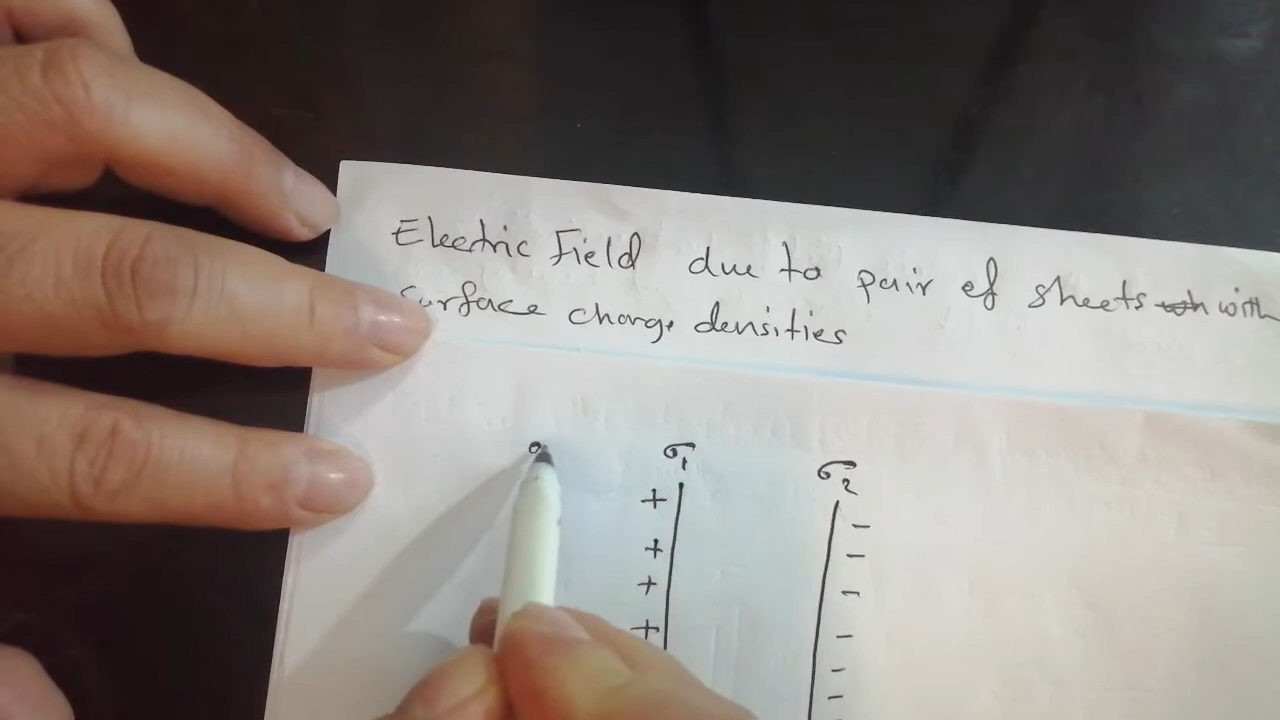 Electric Field due to pair of sheets with
Surface charge densities
σ1 σ2
+ −
+ −
+ −
+ −
−
−